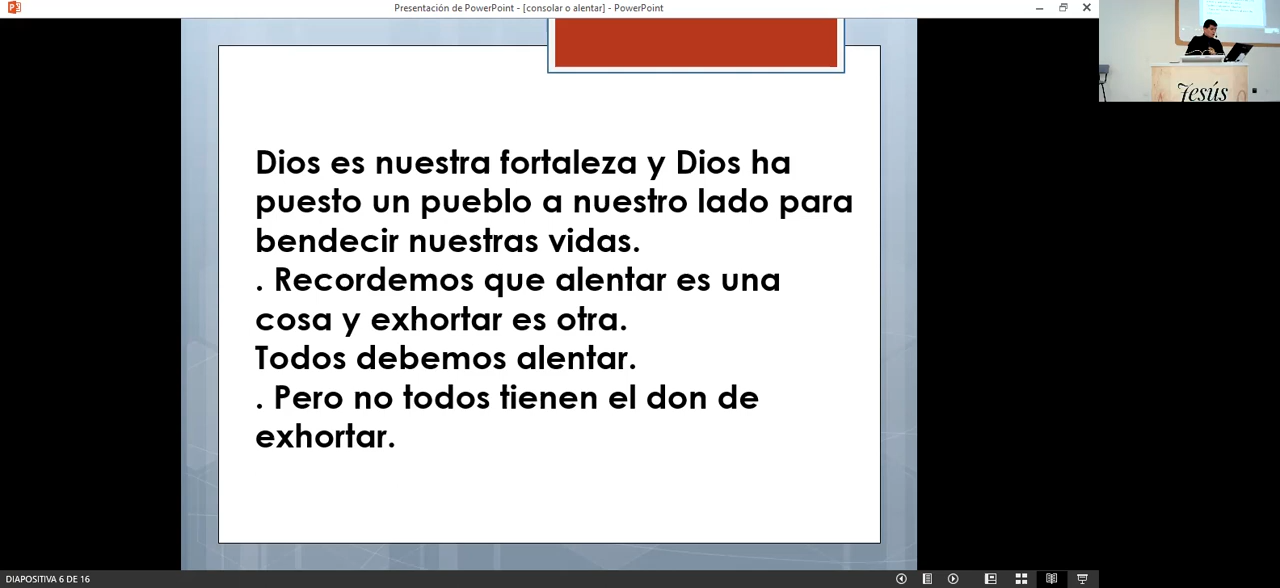 Presentación de PowerPoint - [consolar o alentar] - PowerPoint
Dios es nuestra fortaleza y Dios ha
puesto un pueblo a nuestro lado para
bendecir nuestras vidas.
. Recordemos que alentar es una
cosa y exhortar es otra.
Todos debemos alentar.
. Pero no todos tienen el don de
exhortar.
Jesús
DIAPOSITIVA 6 DE 16